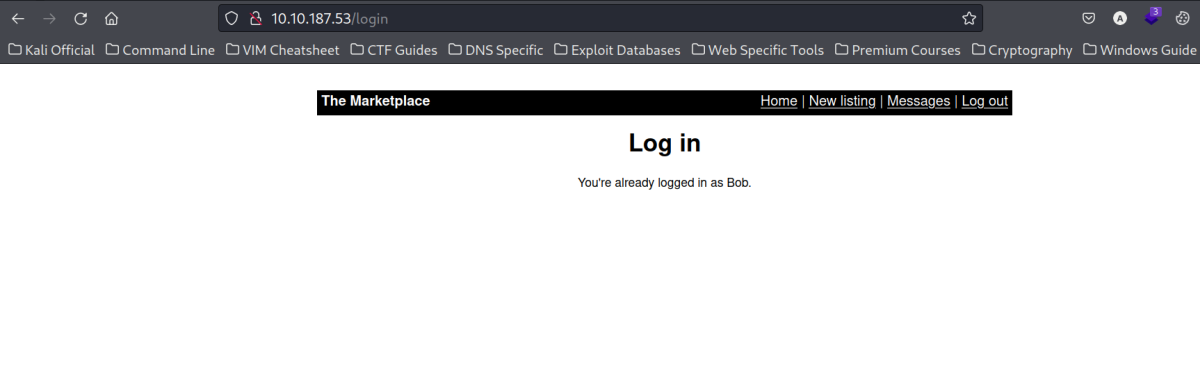 10.10.187.53/login
3
A
Kali Official Command Line VIM Cheatsheet CTF Guides DNS Specific Exploit Databases Web Specific Tools Premium Courses Cryptography Windows Guide
The Marketplace Home | New listing | Messages | Log out
Log in
You're already logged in as Bob.